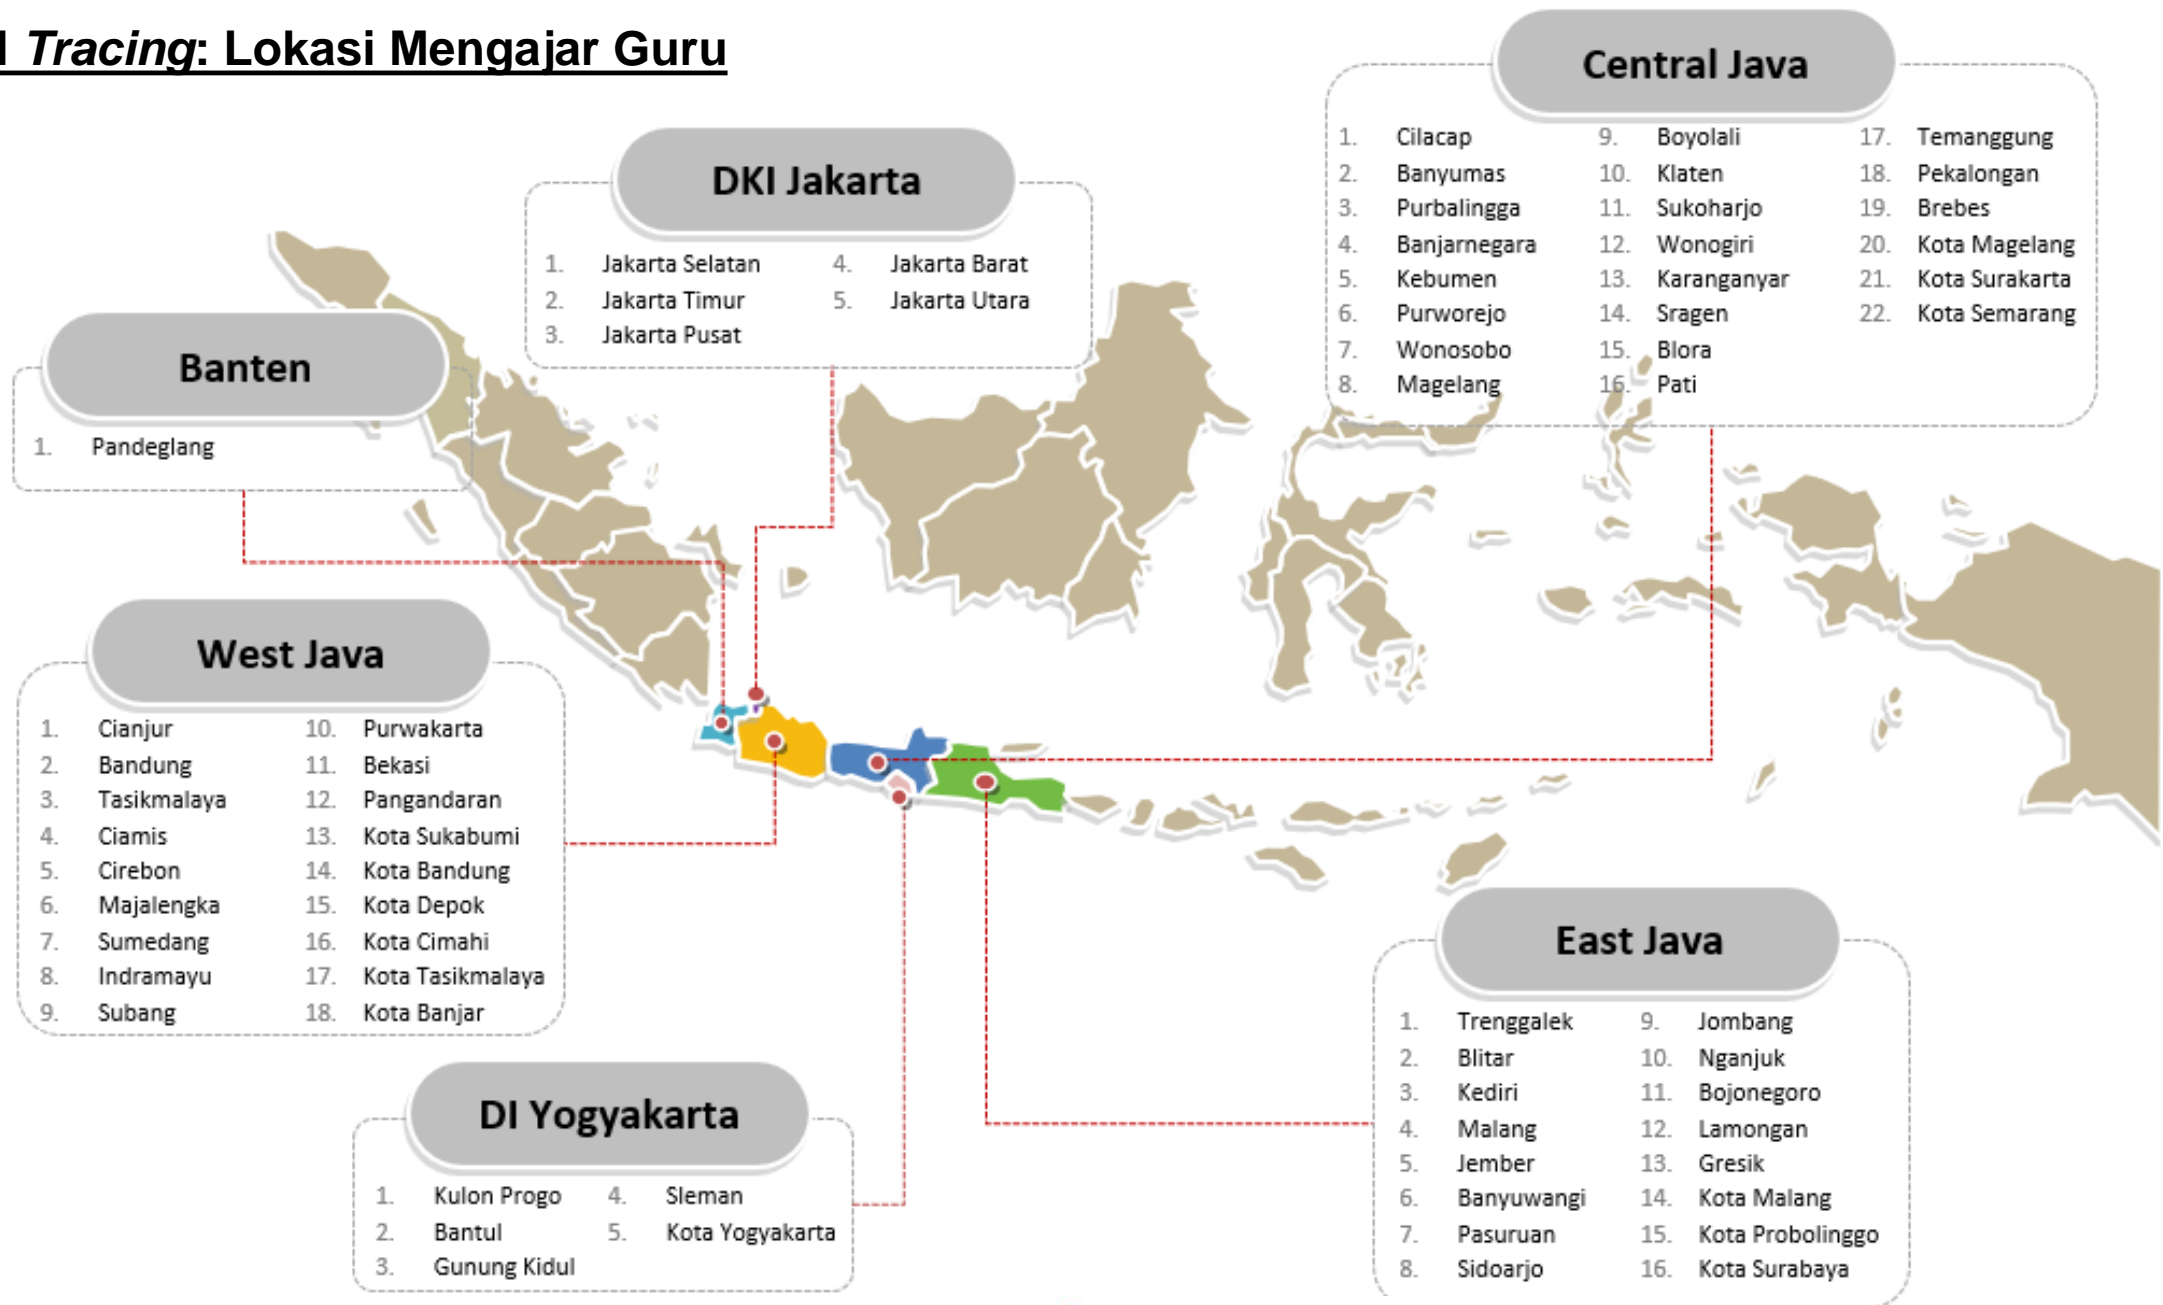 Tracing: Lokasi Mengajar Guru
Central Java
1. Cilacap
2. Banyumas
3. Purbalingga
4. Banjarnegara
5. Kebumen
6. Purworejo
7. Wonosobo
8. Magelang
9. Boyolali
10. Klaten
11. Sukoharjo
12. Wonogiri
13. Karanganyar
14. Sragen
15. Blora
16. Pati
17. Temanggung
18. Pekalongan
19. Brebes
20. Kota Magelang
21. Kota Surakarta
22. Kota Semarang
DKI Jakarta
1. Jakarta Selatan
2. Jakarta Timur
3. Jakarta Pusat
4. Jakarta Barat
5. Jakarta Utara
Banten
1. Pandeglang
West Java
1. Cianjur
2. Bandung
3. Tasikmalaya
4. Ciamis
5. Cirebon
6. Majalengka
7. Sumedang
8. Indramayu
9. Subang
10. Purwakarta
11. Bekasi
12. Pangandaran
13. Kota Sukabumi
14. Kota Bandung
15. Kota Depok
16. Kota Cimahi
17. Kota Tasikmalaya
18. Kota Banjar
DI Yogyakarta
1. Kulon Progo
2. Bantul
3. Gunung Kidul
4. Sleman
5. Kota Yogyakarta
East Java
1. Trenggalek
2. Blitar
3. Kediri
4. Malang
5. Jember
6. Banyuwangi
7. Pasuruan
8. Sidoarjo
9. Jombang
10. Nganjuk
11. Bojonegoro
12. Lamongan
13. Gresik
14. Kota Malang
15. Kota Probolinggo
16. Kota Surabaya